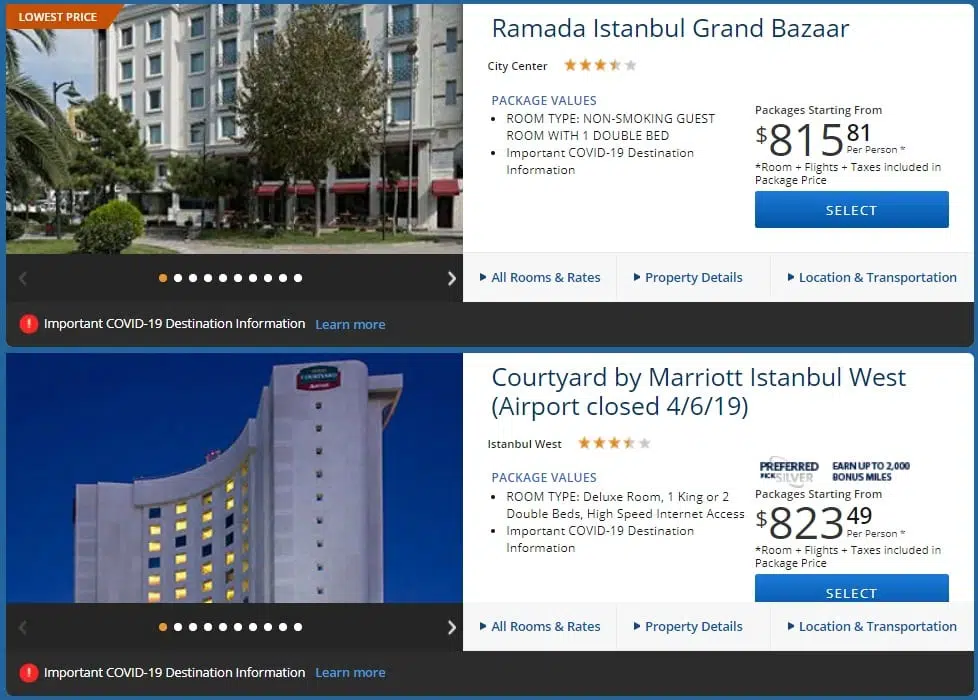 LOWEST PRICE
Ramada Istanbul Grand Bazaar
City Center
PACKAGE VALUES
• ROOM TYPE: NON-SMOKING GUEST
ROOM WITH 1 DOUBLE BED
• Important COVID-19 Destination
Information
Packages Starting From
$815 81
Per Person *
*Room + Flights + Taxes included in
Package Price
SELECT
All Rooms & Rates
Property Details
Location & Transportation
Important COVID-19 Destination Information Learn more
COURTYARD
Marriott
Courtyard by Marriott Istanbul West
(Airport closed 4/6/19)
Istanbul West
PACKAGE VALUES
• ROOM TYPE: Deluxe Room, 1 King or 2
Double Beds, High Speed Internet Access
• Important COVID-19 Destination
Information
PREFERRED
PICK SILVER
EARN UP TO 2,000
BONUS MILES
Packages Starting From
$823 49
Per Person *
*Room + Flights + Taxes included in
Package Price
SELECT
All Rooms & Rates
Property Details
Location & Transportation
Important COVID-19 Destination Information Learn more